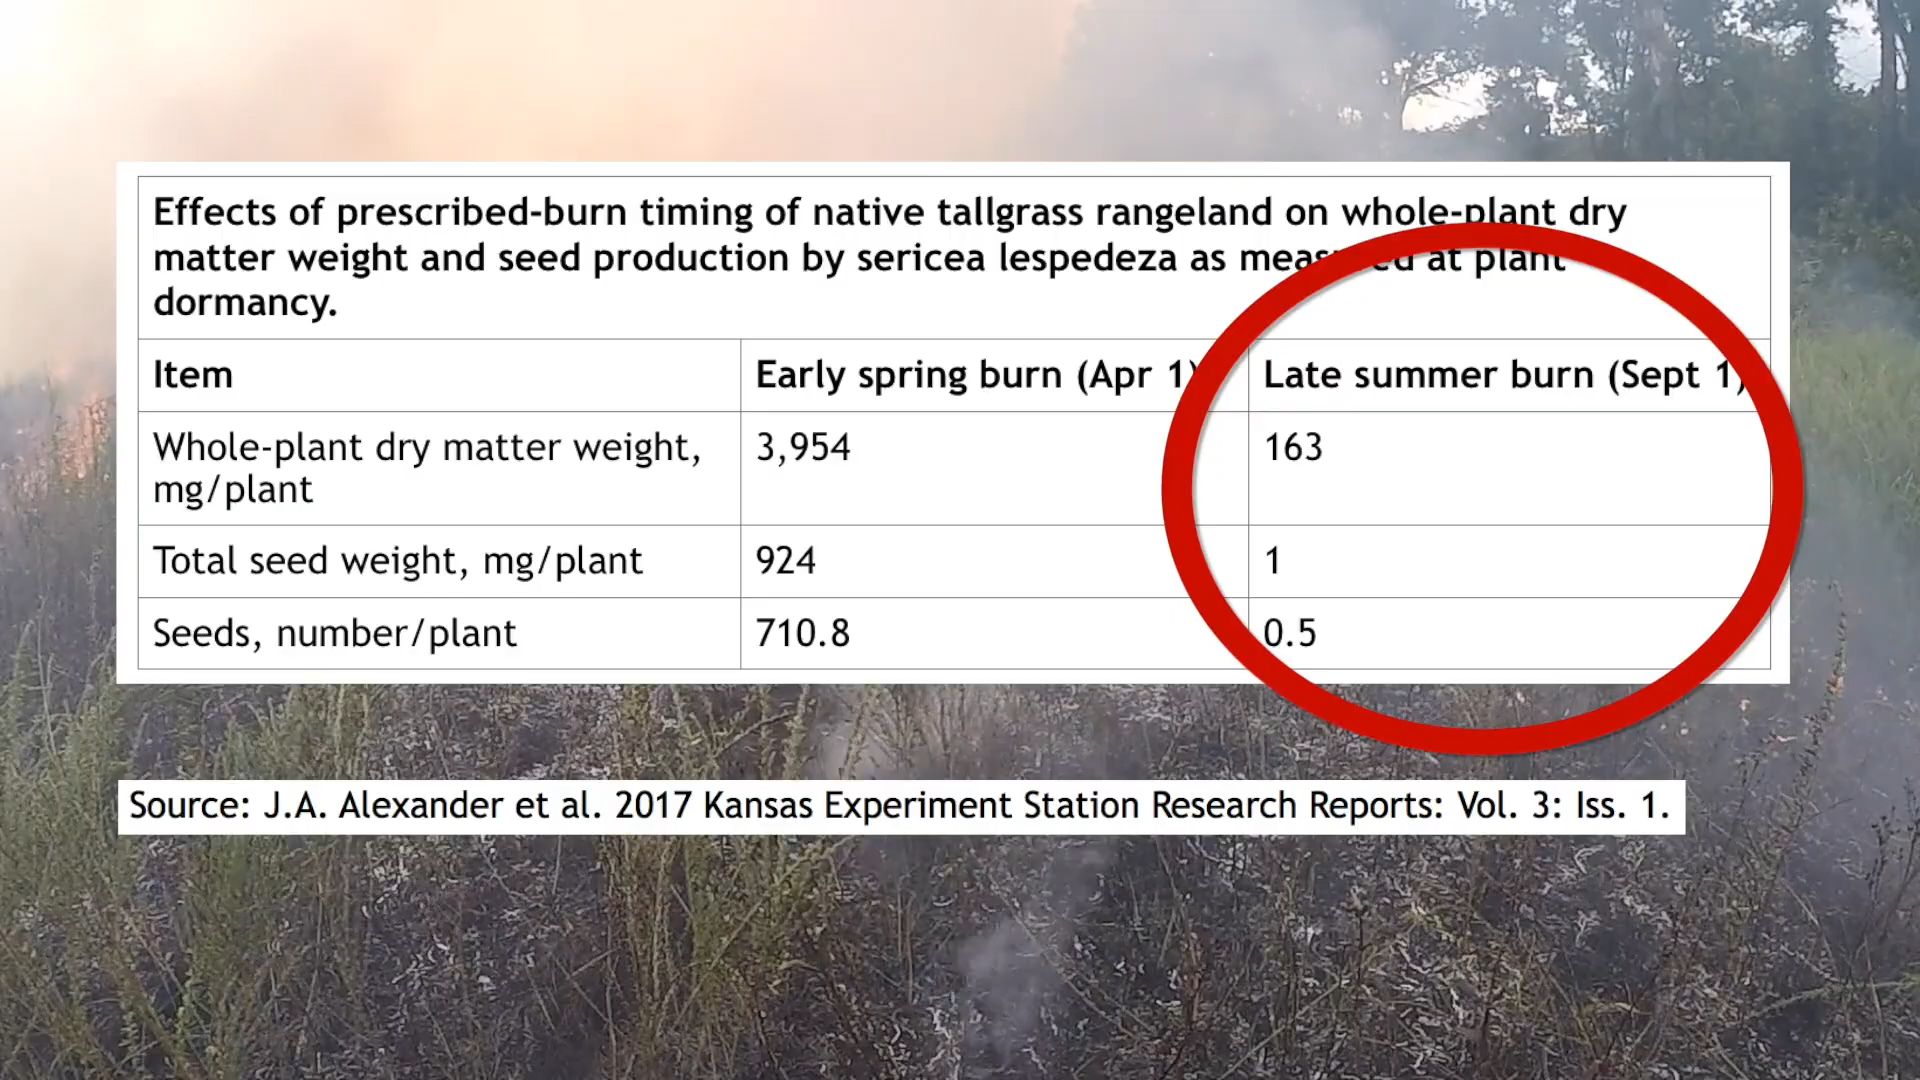 Effects of prescribed-burn timing of native tallgrass rangeland on whole-plant dry
matter weight and seed production by sericea lespedeza as measured at plant
dormancy.
Item Early spring burn (Apr 1) Late summer burn (Sept 1)
Whole-plant dry matter weight,
mg/plant 3,954 163
Total seed weight, mg/plant 924 1
Seeds, number/plant 710.8 0.5
Source: J.A. Alexander et al. 2017 Kansas Experiment Station Research Reports: Vol. 3: Iss. 1.